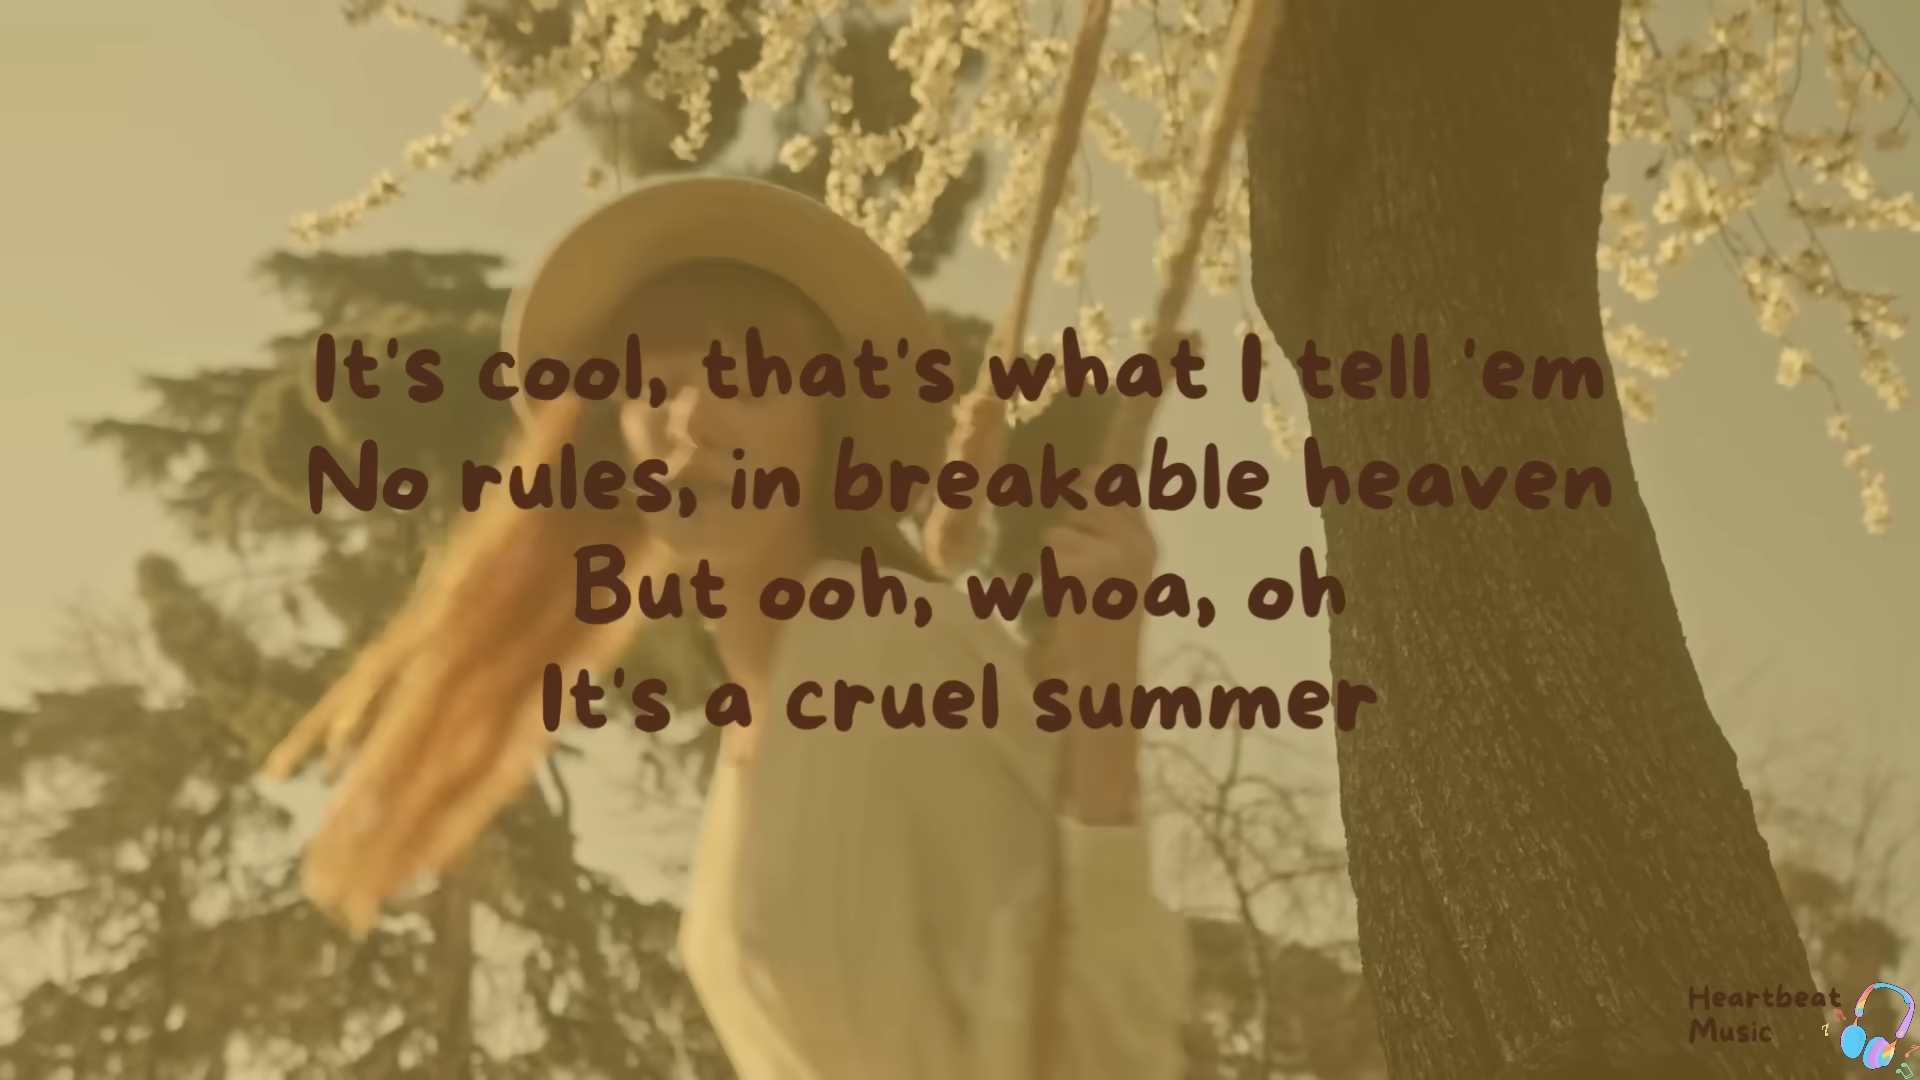 It's cool, that's what I tell 'em
No rules, in breakable heaven
But ooh, whoa, oh
It's a cruel summer
Heartbeat
Music